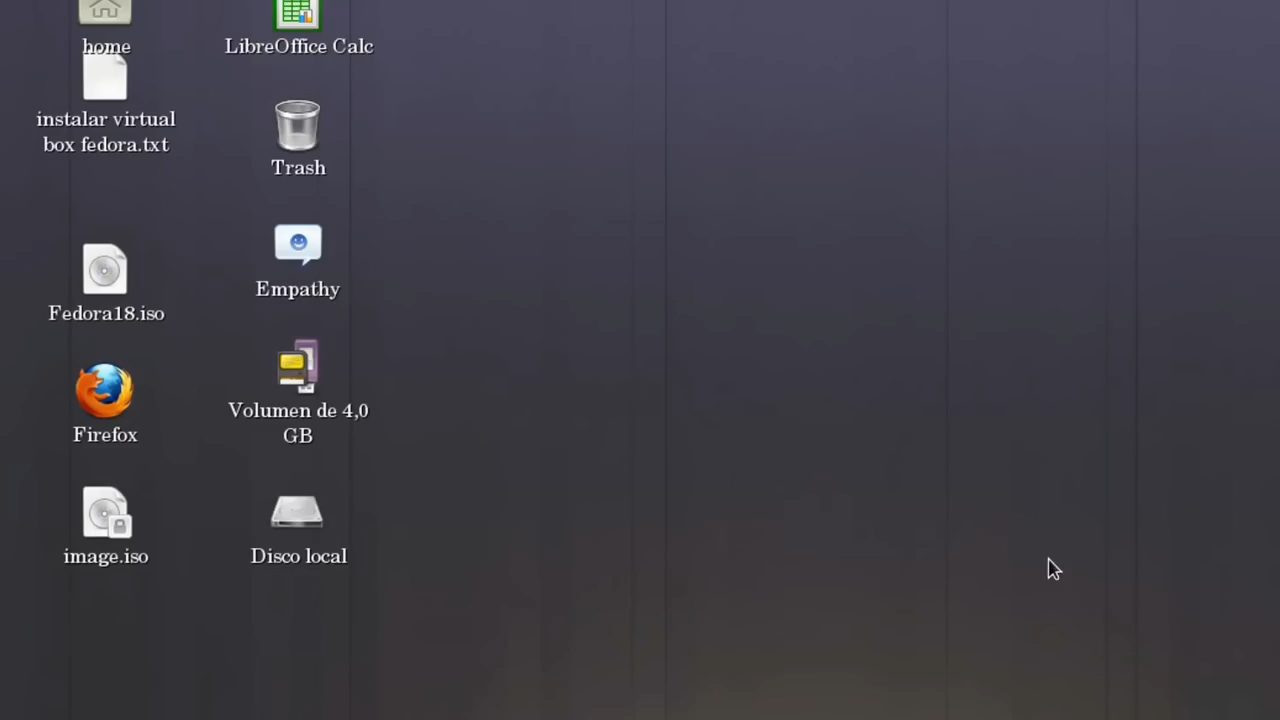 home
instalar virtual
box fedora.txt
Fedora18.iso
Firefox
image.iso
LibreOffice Calc
Trash
Empathy
Volumen de 4,0
GB
Disco local